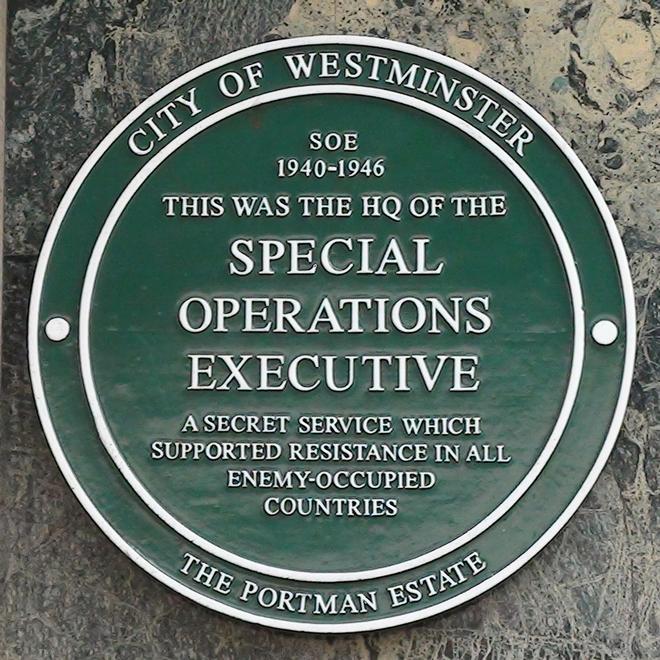 CITY OF WESTMINSTER
SOE
1940-1946
THIS WAS THE HQ OF THE
SPECIAL
OPERATIONS
EXECUTIVE
A SECRET SERVICE WHICH
SUPPORTED RESISTANCE IN ALL
ENEMY-OCCUPIED
COUNTRIES
THE PORTMAN ESTATE